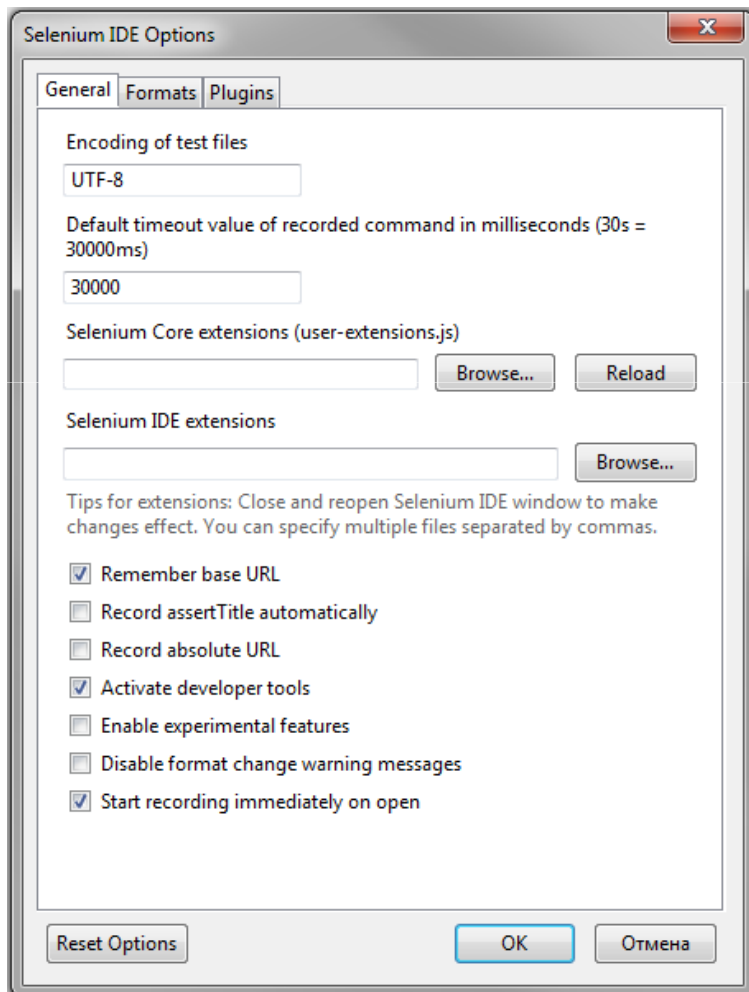 Selenium IDE Options
General Formats Plugins
Encoding of test files
UTF-8
Default timeout value of recorded command in milliseconds (30s =
30000ms)
30000
Selenium Core extensions (user-extensions.js)
Browse... Reload
Selenium IDE extensions
Browse...
Tips for extensions: Close and reopen Selenium IDE window to make
changes effect. You can specify multiple files separated by commas.
Remember base URL
Record assertTitle automatically
Record absolute URL
Activate developer tools
Enable experimental features
Disable format change warning messages
Start recording immediately on open
Reset Options OK Отмена